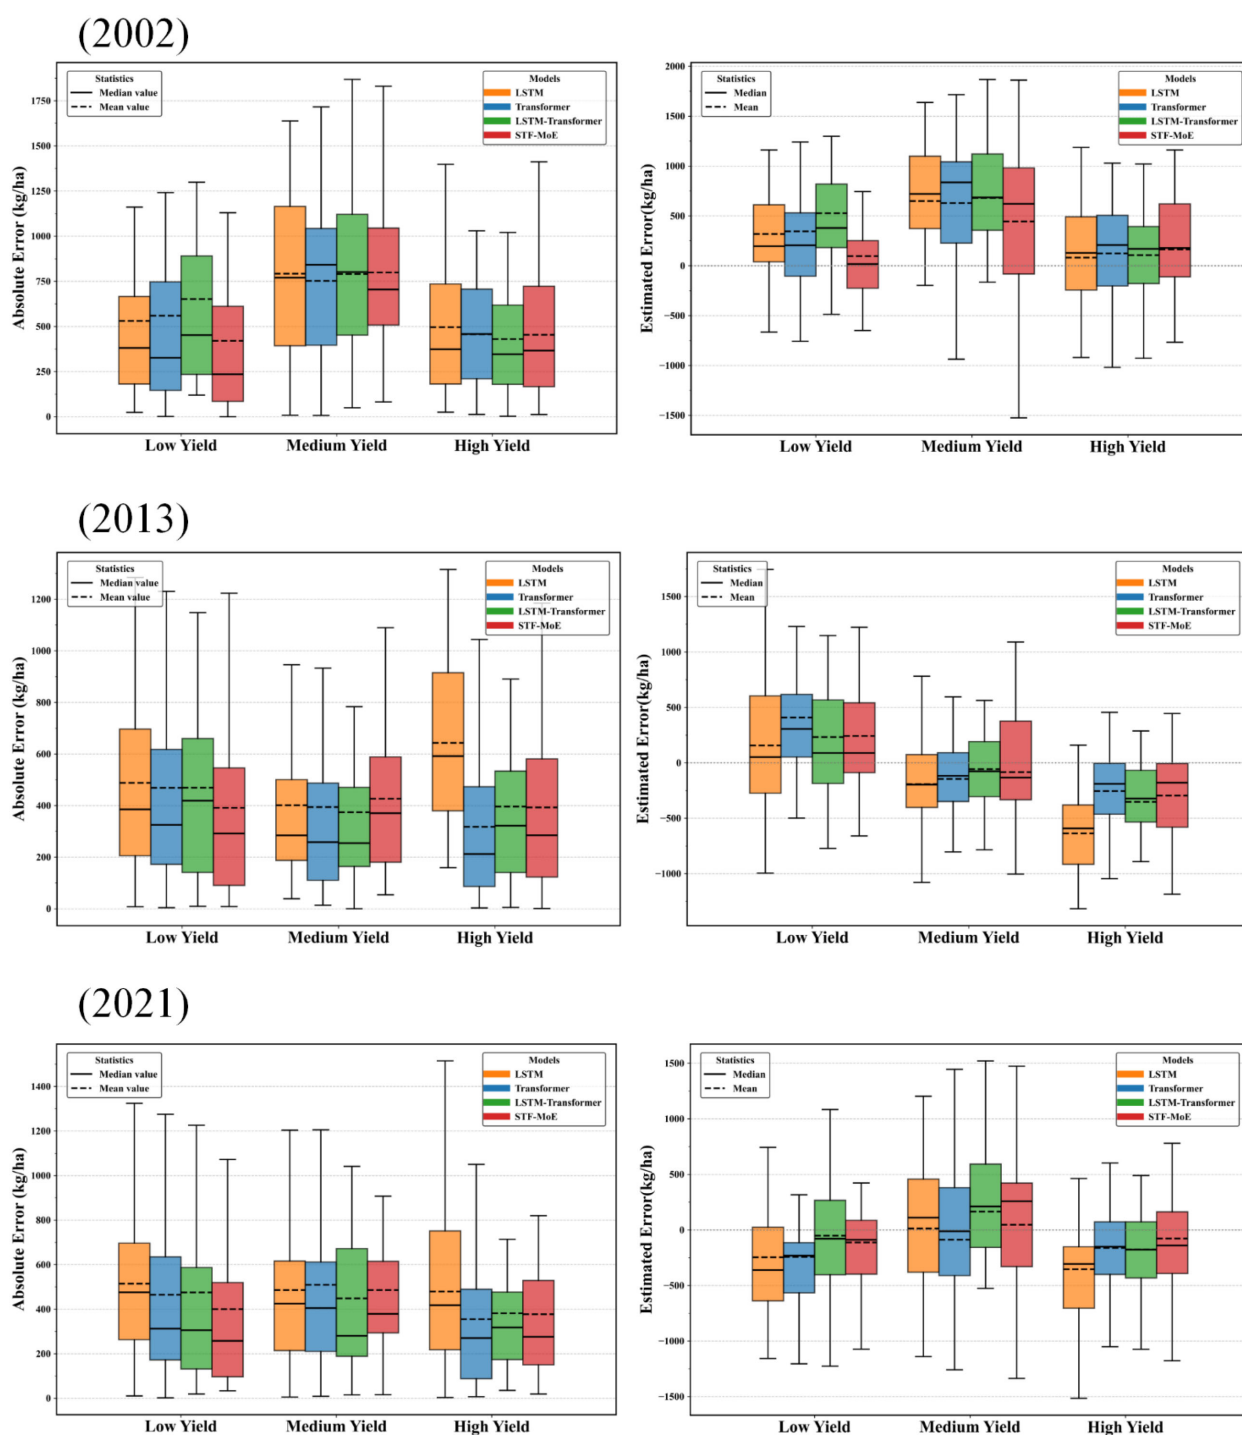 (2002)
Statistics
Median value
Mean value
Models
LSTM
Transformer
LSTM-Transformer
STF-MoE
Absolute Error (kg/ha)
1750
1500
1250
1000
750
500
250
0
Low Yield Medium Yield High Yield
Statistics
Median
Mean
Models
LSTM
Transformer
LSTM-Transformer
STF-MoE
Estimated Error(kg/ha)
2000
1500
1000
500
0
−500
−1000
−1500
Low Yield Medium Yield High Yield
(2013)
Statistics
Median value
Mean value
Models
LSTM
Transformer
LSTM-Transformer
STF-MoE
Absolute Error (kg/ha)
1200
1000
800
600
400
200
0
Low Yield Medium Yield High Yield
Statistics
Median
Mean
Models
LSTM
Transformer
LSTM-Transformer
STF-MoE
Estimated Error(kg/ha)
1500
1000
500
0
−500
−1000
Low Yield Medium Yield High Yield
(2021)
Statistics
Median value
Mean value
Models
LSTM
Transformer
LSTM-Transformer
STF-MoE
Absolute Error (kg/ha)
1400
1200
1000
800
600
400
200
0
Low Yield Medium Yield High Yield
Statistics
Median
Mean
Models
LSTM
Transformer
LSTM-Transformer
STF-MoE
Estimated Error(kg/ha)
1500
1000
500
0
−500
−1000
−1500
Low Yield Medium Yield High Yield